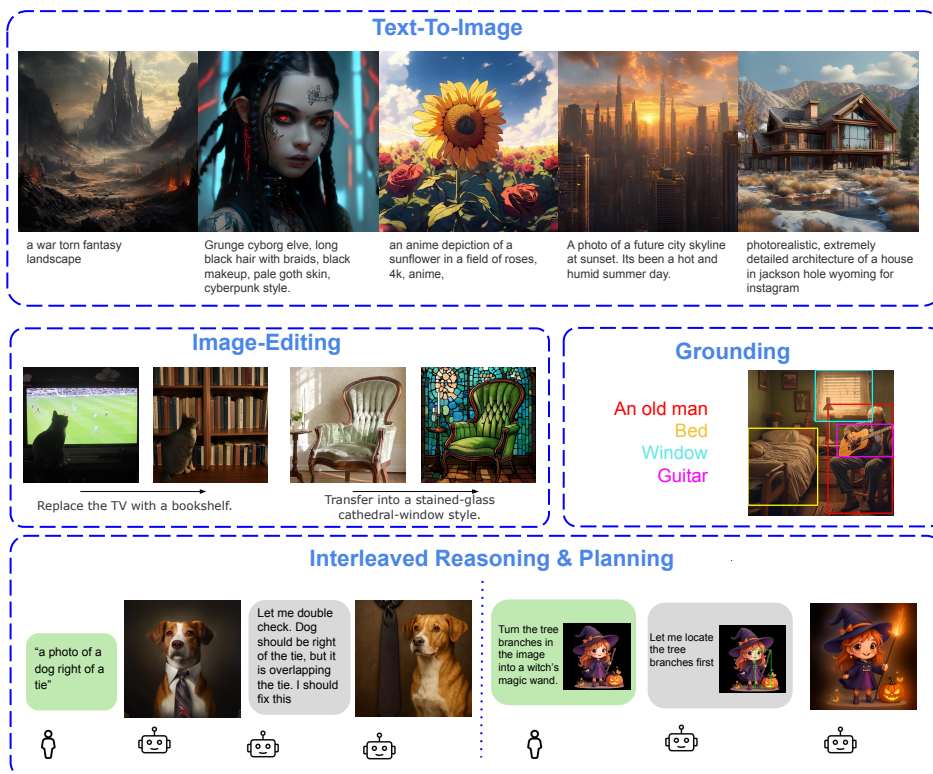 Text-To-Image
a war torn fantasy
landscape
Grunge cyborg elve, long
black hair with braids, black
makeup, pale goth skin,
cyberpunk style.
an anime depiction of a
sunflower in a field of roses,
4k, anime,
A photo of a future city skyline
at sunset. Its been a hot and
humid summer day.
photorealistic, extremely
detailed architecture of a house
in jackson hole wyoming for
instagram
Image-Editing
Replace the TV with a bookshelf.
Transfer into a stained-glass
cathedral-window style.
Grounding
An old man
Bed
Window
Guitar
Interleaved Reasoning & Planning
“a photo of a
dog right of a
tie”
Let me double
check. Dog
should be right
of the tie, but it
is overlapping
the tie. I should
fix this
Turn the tree
branches in
the image
into a witch’s
magic wand.
Let me locate
the tree
branches first